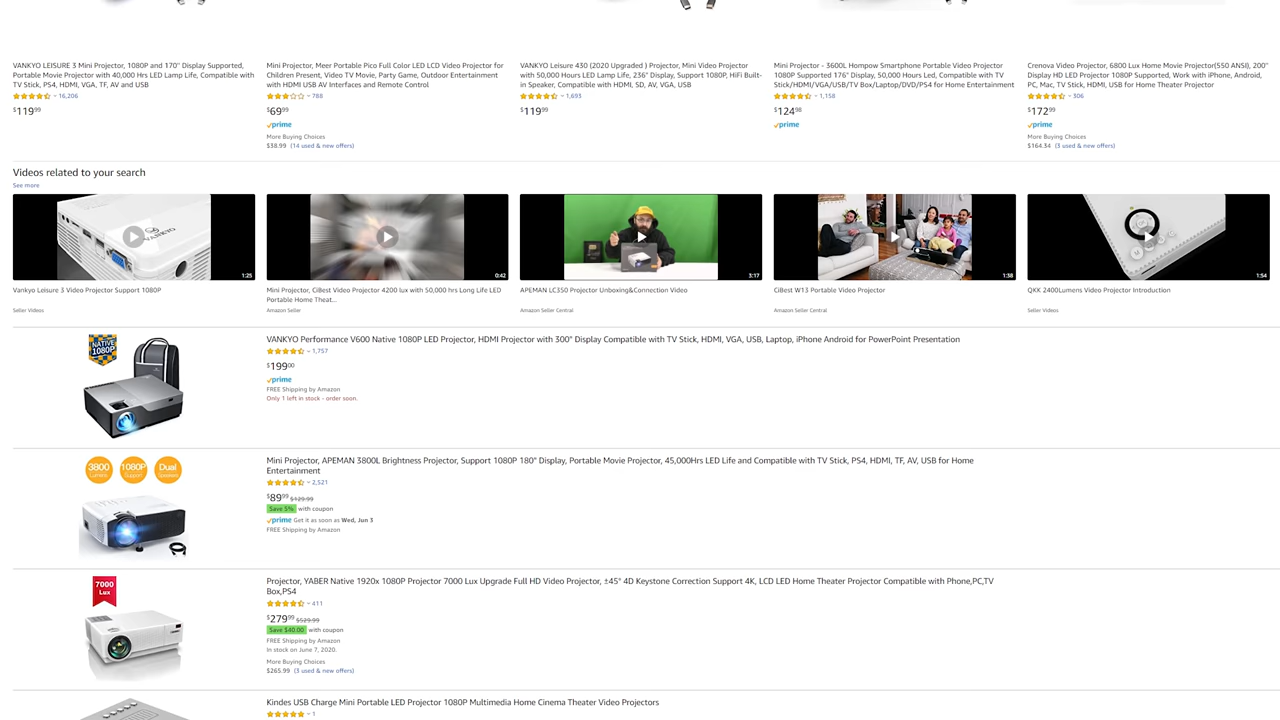 VANKYO LEISURE 3 Mini Projector, 1080P and 170" Display Supported,
Portable Movie Projector with 40,000 Hrs LED Lamp Life, Compatible with
TV Stick, PS4, HDMI, VGA, TF, AV and USB
16,206
$119⁹⁹
Mini Projector, Meer Portable Pico Full Color LED LCD Video Projector for
Children Present, Video TV Movie, Party Game, Outdoor Entertainment
with HDMI USB AV Interfaces and Remote Control
788
$69⁹⁹
prime
More Buying Choices
$38.99 (14 used & new offers)
VANKYO Leisure 430 (2020 Upgraded ) Projector, Mini Video Projector
with 50,000 Hours LED Lamp Life, 236" Display, Support 1080P, HiFi Built-
in Speaker, Compatible with HDMI, SD, AV, VGA, USB
1,693
$119⁹⁹
Mini Projector - 3600L Hompow Smartphone Portable Video Projector
1080P Supported 176" Display, 50,000 Hours Led, Compatible with TV
Stick/HDMI/VGA/USB/TV Box/Laptop/DVD/PS4 for Home Entertainment
1,158
$124⁹⁸
prime
Crenova Video Projector, 6800 Lux Home Movie Projector(550 ANSI), 200"
Display HD LED Projector 1080P Supported, Work with iPhone, Android,
PC, Mac, TV Stick, HDMI, USB for Home Theater Projector
306
$172⁹⁹
prime
More Buying Choices
$164.34 (3 used & new offers)
Videos related to your search
See more
VANKYO
1:25
0:42
3:17
1:38
1:54
Vankyo Leisure 3 Video Projector Support 1080P
Seller Videos
Mini Projector, CiBest Video Projector 4200 lux with 50,000 hrs Long Life LED
Portable Home Theat...
Amazon Seller
APEMAN LC350 Projector Unboxing&Connection Video
Amazon Seller Central
CiBest W13 Portable Video Projector
Amazon Seller Central
QKK 2400Lumens Video Projector Introduction
Seller Videos
NATIVE
1080P
VANKYO Performance V600 Native 1080P LED Projector, HDMI Projector with 300" Display Compatible with TV Stick, HDMI, VGA, USB, Laptop, iPhone Android for PowerPoint Presentation
1,757
$199⁰⁰
prime
FREE Shipping by Amazon
Only 1 left in stock - order soon.
3800
1080P
Support
Dual
Mini Projector, APEMAN 3800L Brightness Projector, Support 1080P 180" Display, Portable Movie Projector, 45,000Hrs LED Life and Compatible with TV Stick, PS4, HDMI, TF, AV, USB for Home
Entertainment
2,521
$89⁹⁹ $129.99
Save 5% with coupon
prime Get it as soon as Wed, Jun 3
FREE Shipping by Amazon
7000
Lux
Projector, YABER Native 1920x 1080P Projector 7000 Lux Upgrade Full HD Video Projector, ±45° 4D Keystone Correction Support 4K, LCD LED Home Theater Projector Compatible with Phone,PC,TV
Box,PS4
411
$279⁹⁹ $529.99
Save $40.00 with coupon
FREE Shipping by Amazon
In stock on June 7, 2020.
More Buying Choices
$265.99 (3 used & new offers)
Kindes USB Charge Mini Portable LED Projector 1080P Multimedia Home Cinema Theater Video Projectors
1